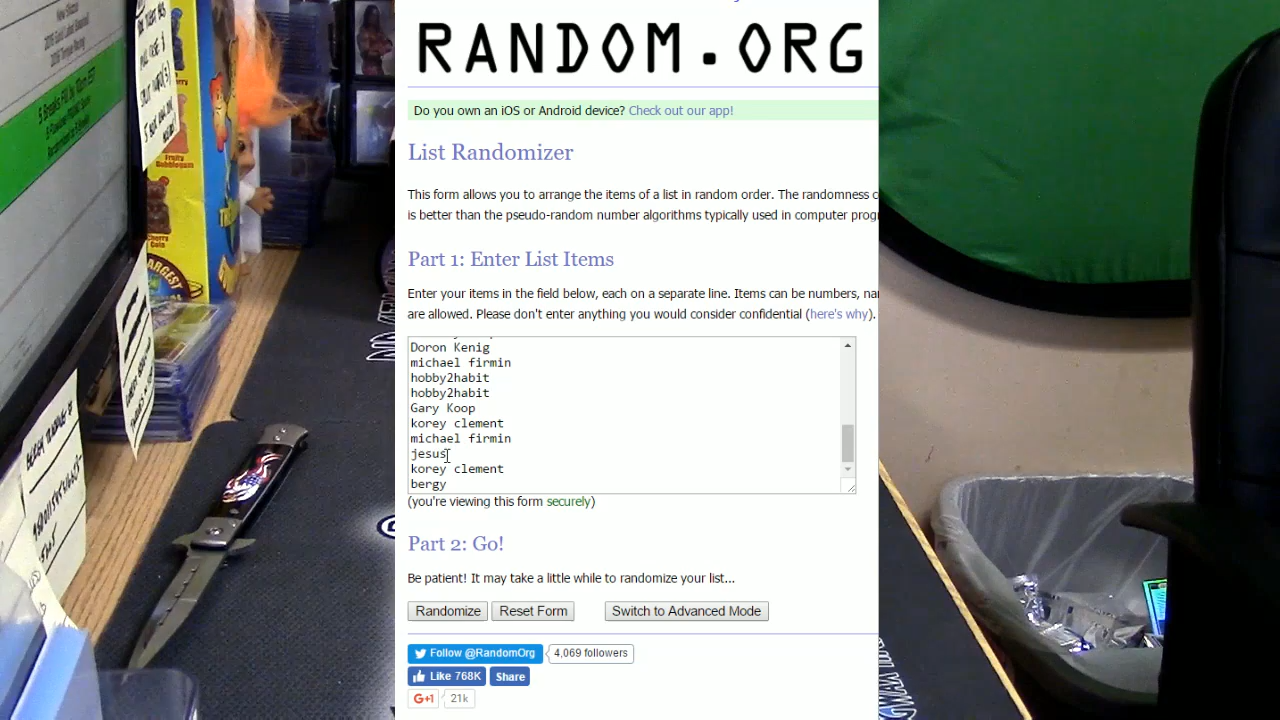 RANDOM.ORG
Do you own an iOS or Android device? Check out our app!
List Randomizer
This form allows you to arrange the items of a list in random order. The randomness
is better than the pseudo-random number algorithms typically used in computer
Part 1: Enter List Items
Enter your items in the field below, each on a separate line. Items can be numbers,
are allowed. Please don't enter anything you would consider confidential (here's why).
Doron Kenig
michael firmin
hobby2habit
hobby2habit
Gary Koop
korey clement
michael firmin
jesus
korey clement
bergy
(you're viewing this form securely)
Part 2: Go!
Be patient! It may take a little while to randomize your list...
Randomize Reset Form Switch to Advanced Mode
Follow @RandomOrg 4,069 followers
Like 768K Share
G+1 21k
Fruity
Bubblegum
Cherry
Cola